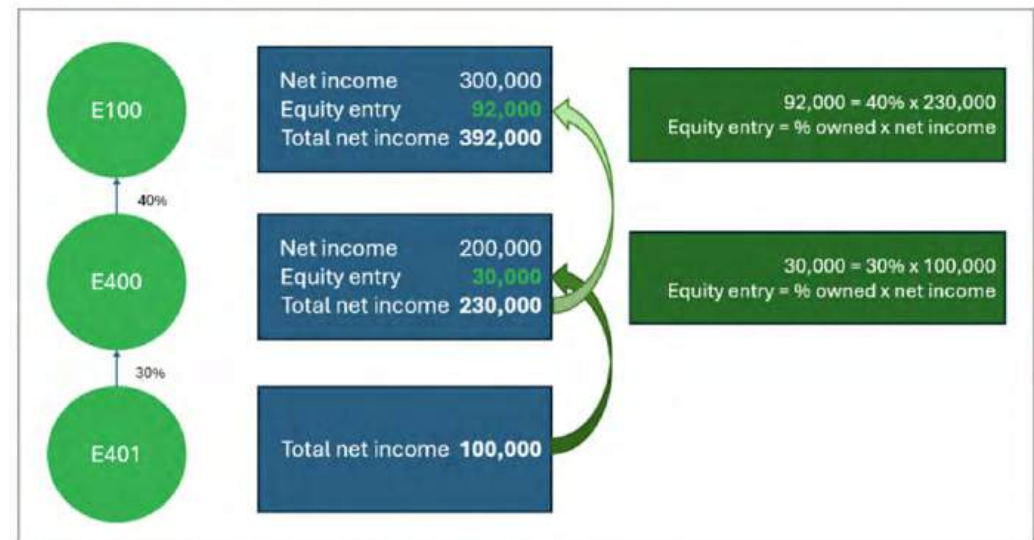 E100
Net income 300,000
Equity entry 92,000
Total net income 392,000
92,000 = 40% x 230,000
Equity entry = % owned x net income
40%
E400
Net income 200,000
Equity entry 30,000
Total net income 230,000
30,000 = 30% x 100,000
Equity entry = % owned x net income
30%
E401
Total net income 100,000